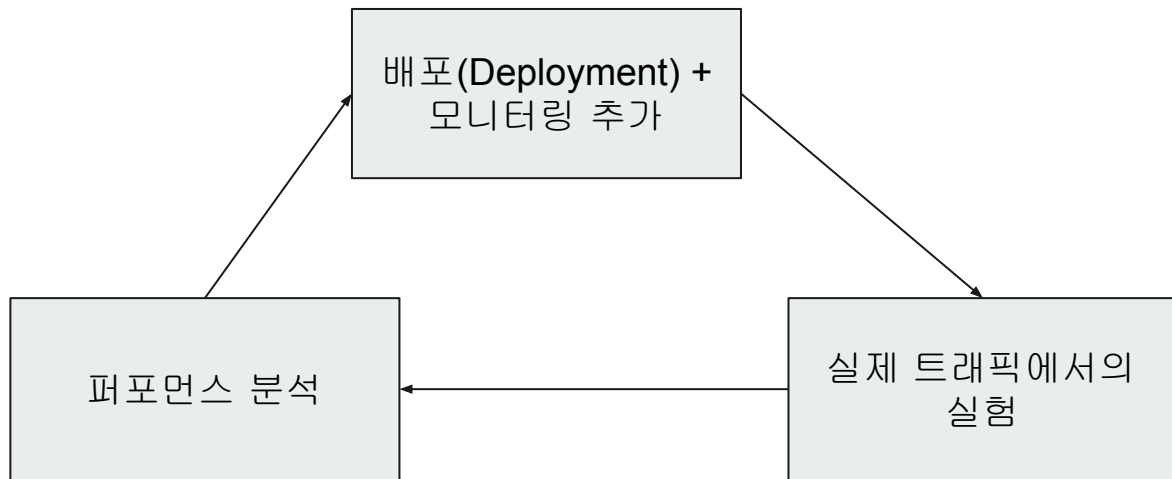 배포(Deployment) +
모니터링 추가
퍼포먼스 분석
실제 트래픽에서의
실험